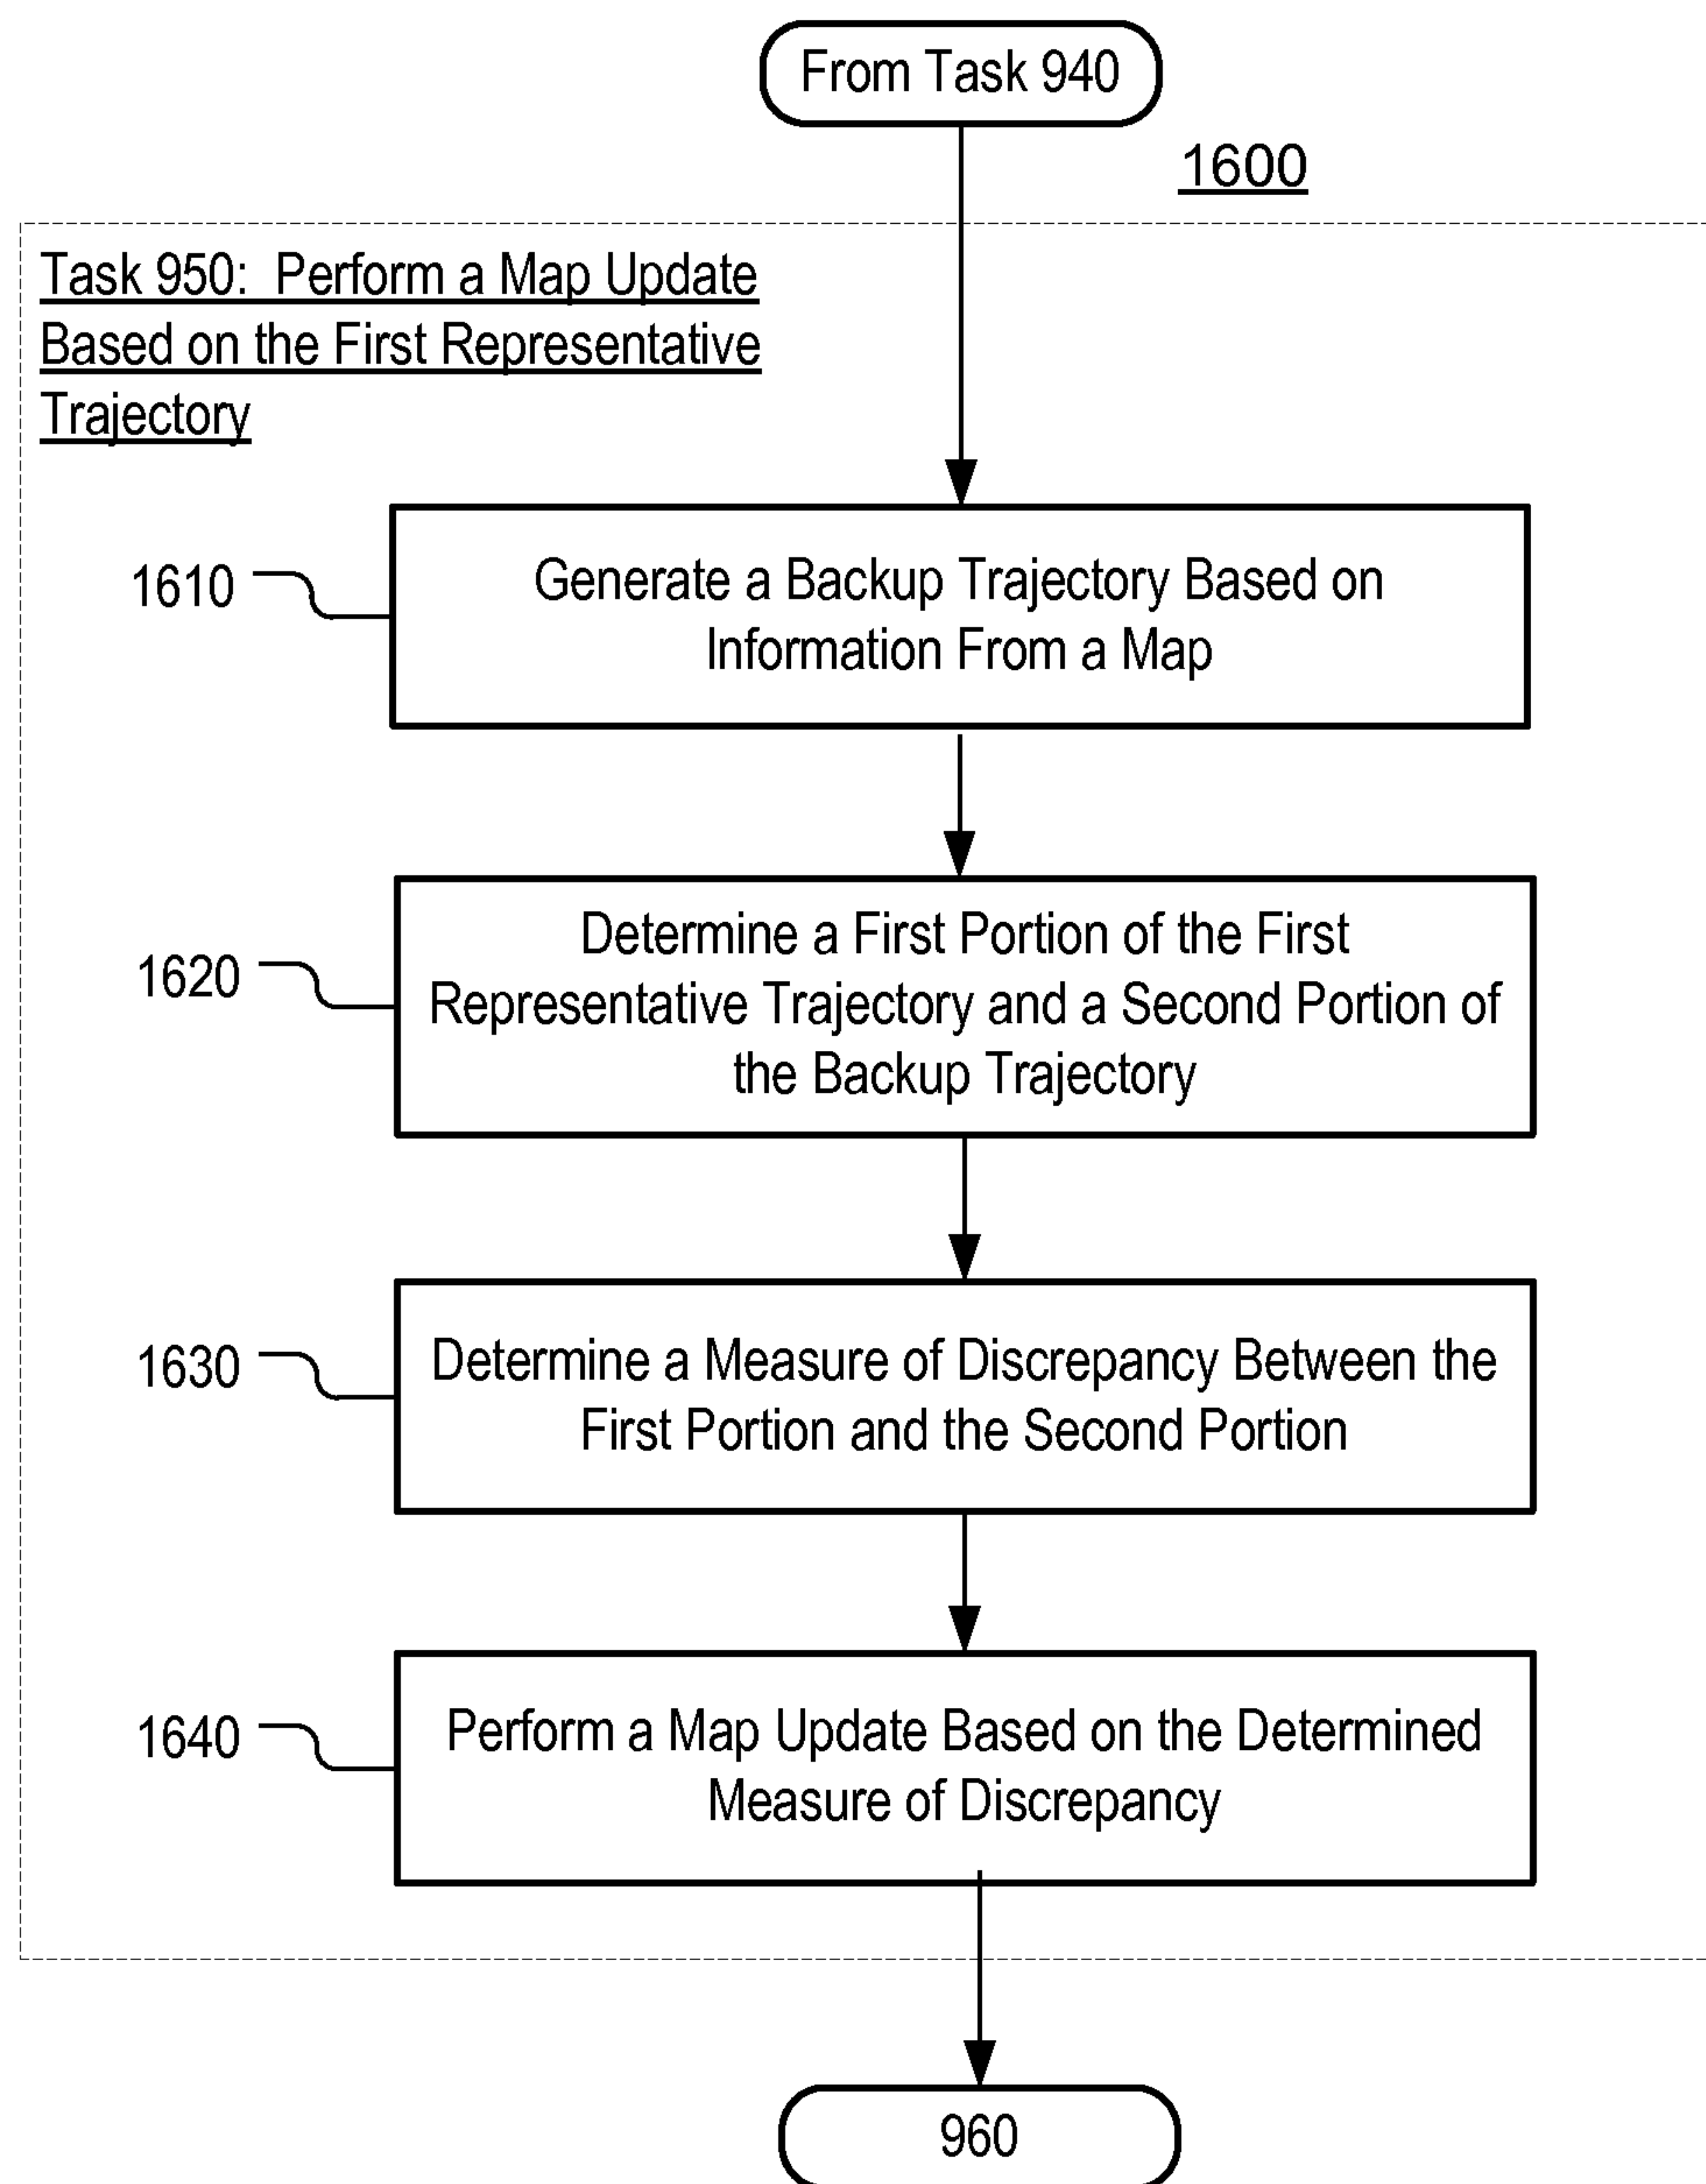 From Task 940
1600
Task 950: Perform a Map Update
Based on the First Representative
Trajectory
1610
Generate a Backup Trajectory Based on
Information From a Map
1620
Determine a First Portion of the First
Representative Trajectory and a Second Portion of
the Backup Trajectory
1630
Determine a Measure of Discrepancy Between the
First Portion and the Second Portion
1640
Perform a Map Update Based on the Determined
Measure of Discrepancy
960